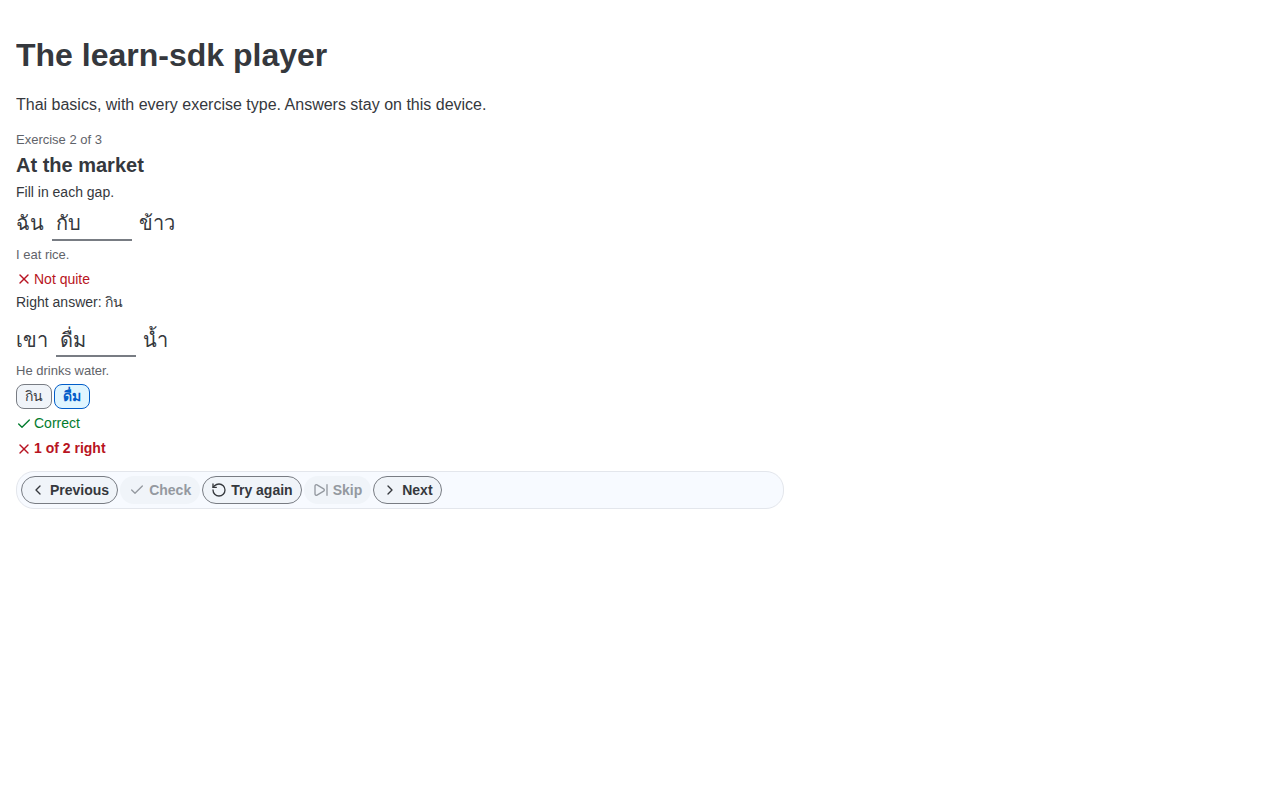 The learn-sdk player
Thai basics, with every exercise type. Answers stay on this device.
Exercise 2 of 3
At the market
Fill in each gap.
ฉัน กับ ข้าว
I eat rice.
Not quite
Right answer: กิน
เขา ดื่ม น้ำ
He drinks water.
กิน ดื่ม
Correct
1 of 2 right
Previous Check Try again Skip Next